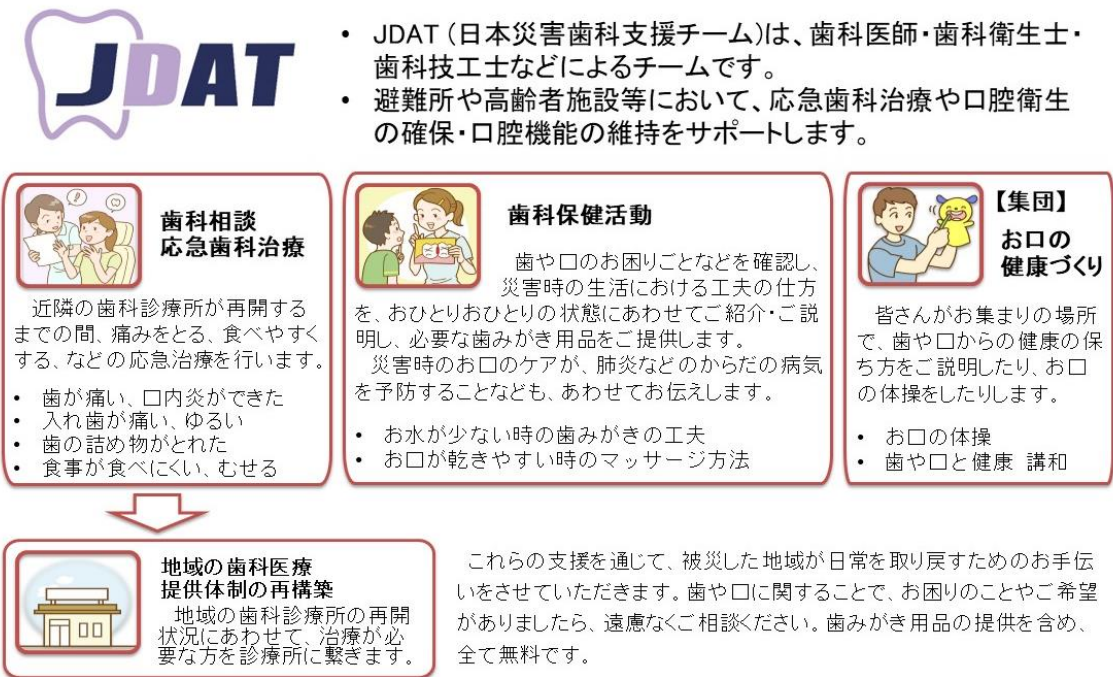 JDAT
• JDAT（日本災害歯科支援チーム）は、歯科医師・歯科衛生士・
歯科技工士などによるチームです。
• 避難所や高齢者施設等において、応急歯科治療や口腔衛生
の確保・口腔機能の維持をサポートします。
歯科相談
応急歯科治療
近隣の歯科診療所が再開する
までの間、痛みをとる、食べやすく
する、などの応急治療を行います。
• 歯が痛い、口内炎ができた
• 入れ歯が痛い、ゆるい
• 歯の詰め物がとれた
• 食事が食べにくい、むせる
歯科保健活動
歯や口のお困りごとなどを確認し、
災害時の生活における工夫の仕方
を、おひとりおひとりの状態にあわせてご紹介・ご説
明し、必要な歯みがき用品をご提供します。
災害時のお口のケアが、肺炎などのからだの病気
を予防することなども、あわせてお伝えします。
• お水が少ない時の歯みがきの工夫
• お口が乾きやすい時のマッサージ方法
【集団】
お口の
健康づくり
皆さんがお集まりの場所
で、歯や口からの健康の保
ち方をご説明したり、お口
の体操をしたりします。
• お口の体操
• 歯や口と健康 講和
地域の歯科医療
提供体制の再構築
地域の歯科診療所の再開
状況にあわせて、治療が必
要な方を診療所に繋ぎます。
これらの支援を通じて、被災した地域が日常を取り戻すためのお手伝
いをさせていただきます。歯や口に関することで、お困りのことやご希望
がありましたら、遠慮なくご相談ください。歯みがき用品の提供を含め、
全て無料です。